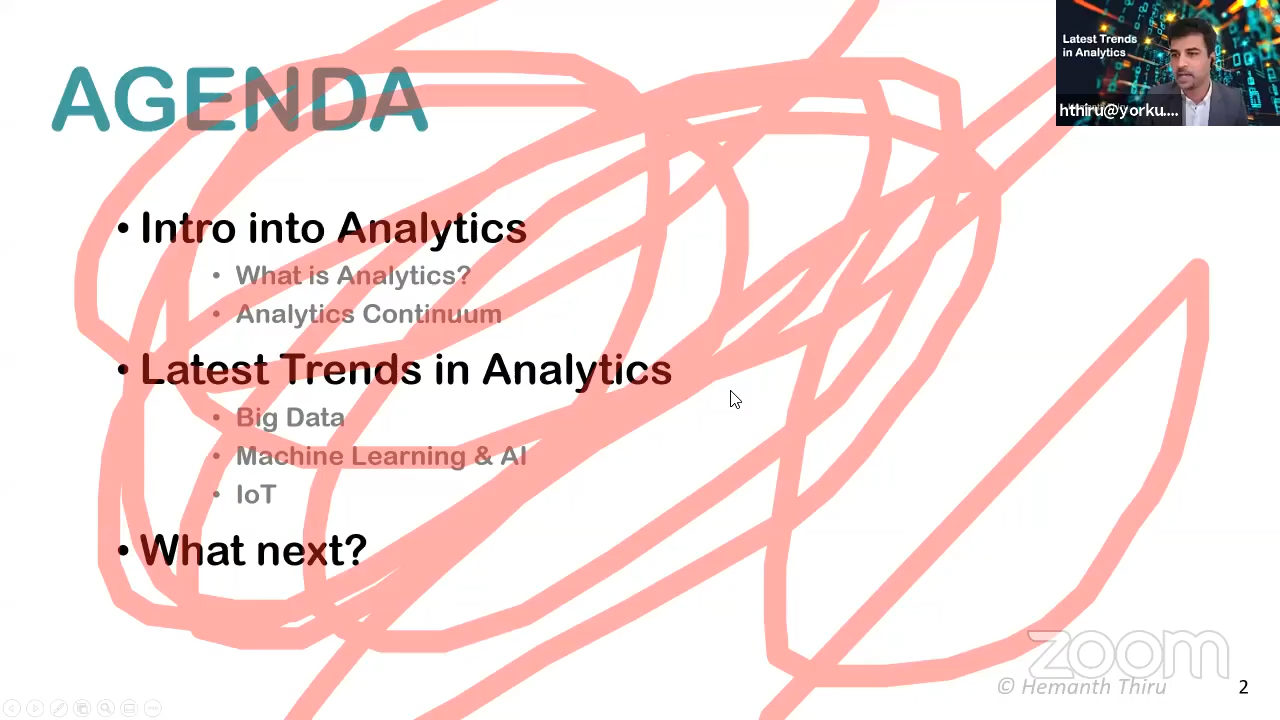 AGENDA
Latest Trends
in Analytics
hthiru@yorku....
• Intro into Analytics
• What is Analytics?
• Analytics Continuum
• Latest Trends in Analytics
• Big Data
• Machine Learning & AI
• IoT
• What next?
zoom
© Hemanth Thiru
2